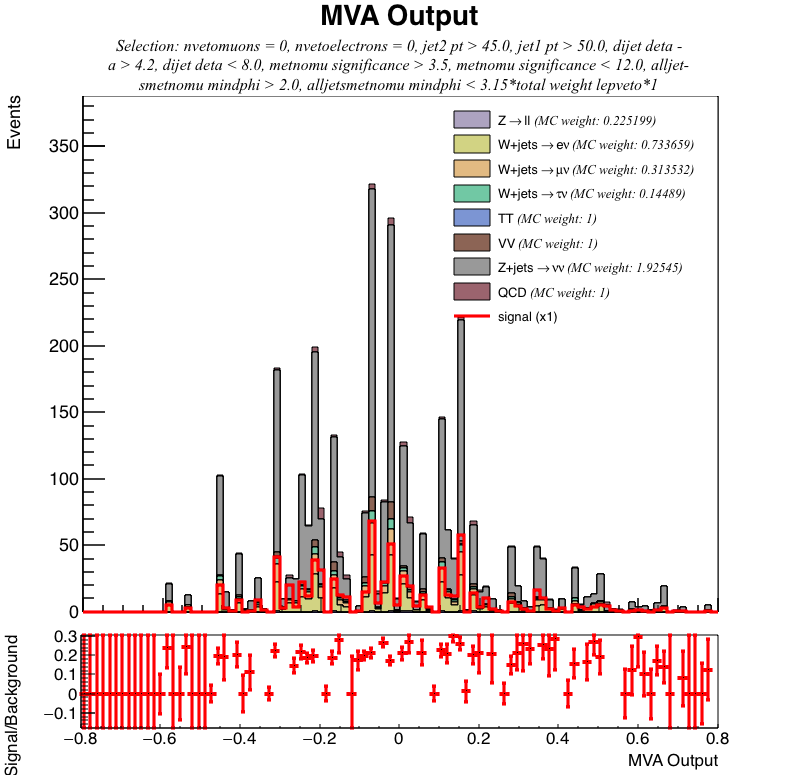 MVA Output
Selection: nvetomuons = 0, nvetoelectrons = 0, jet2 pt > 45.0, jet1 pt > 50.0, dijet deta -
a > 4.2, dijet deta < 8.0, metnomu significance > 3.5, metnomu significance < 12.0, alljet-
smetnomu mindphi > 2.0, alljetsmetnomu mindphi < 3.15*total weight lepveto*1
Events
350
300
250
200
150
100
50
0
Z→ll (MC weight: 0.225199)
W+jets→eν (MC weight: 0.733659)
W+jets→μν (MC weight: 0.313532)
W+jets→τν (MC weight: 0.14489)
TT (MC weight: 1)
VV (MC weight: 1)
Z+jets→νν (MC weight: 1.92545)
QCD (MC weight: 1)
signal (x1)
Signal/Background
0.3
0.2
0.1
0
−0.1
−0.8 −0.6 −0.4 −0.2 0 0.2 0.4 0.6 0.8
MVA Output